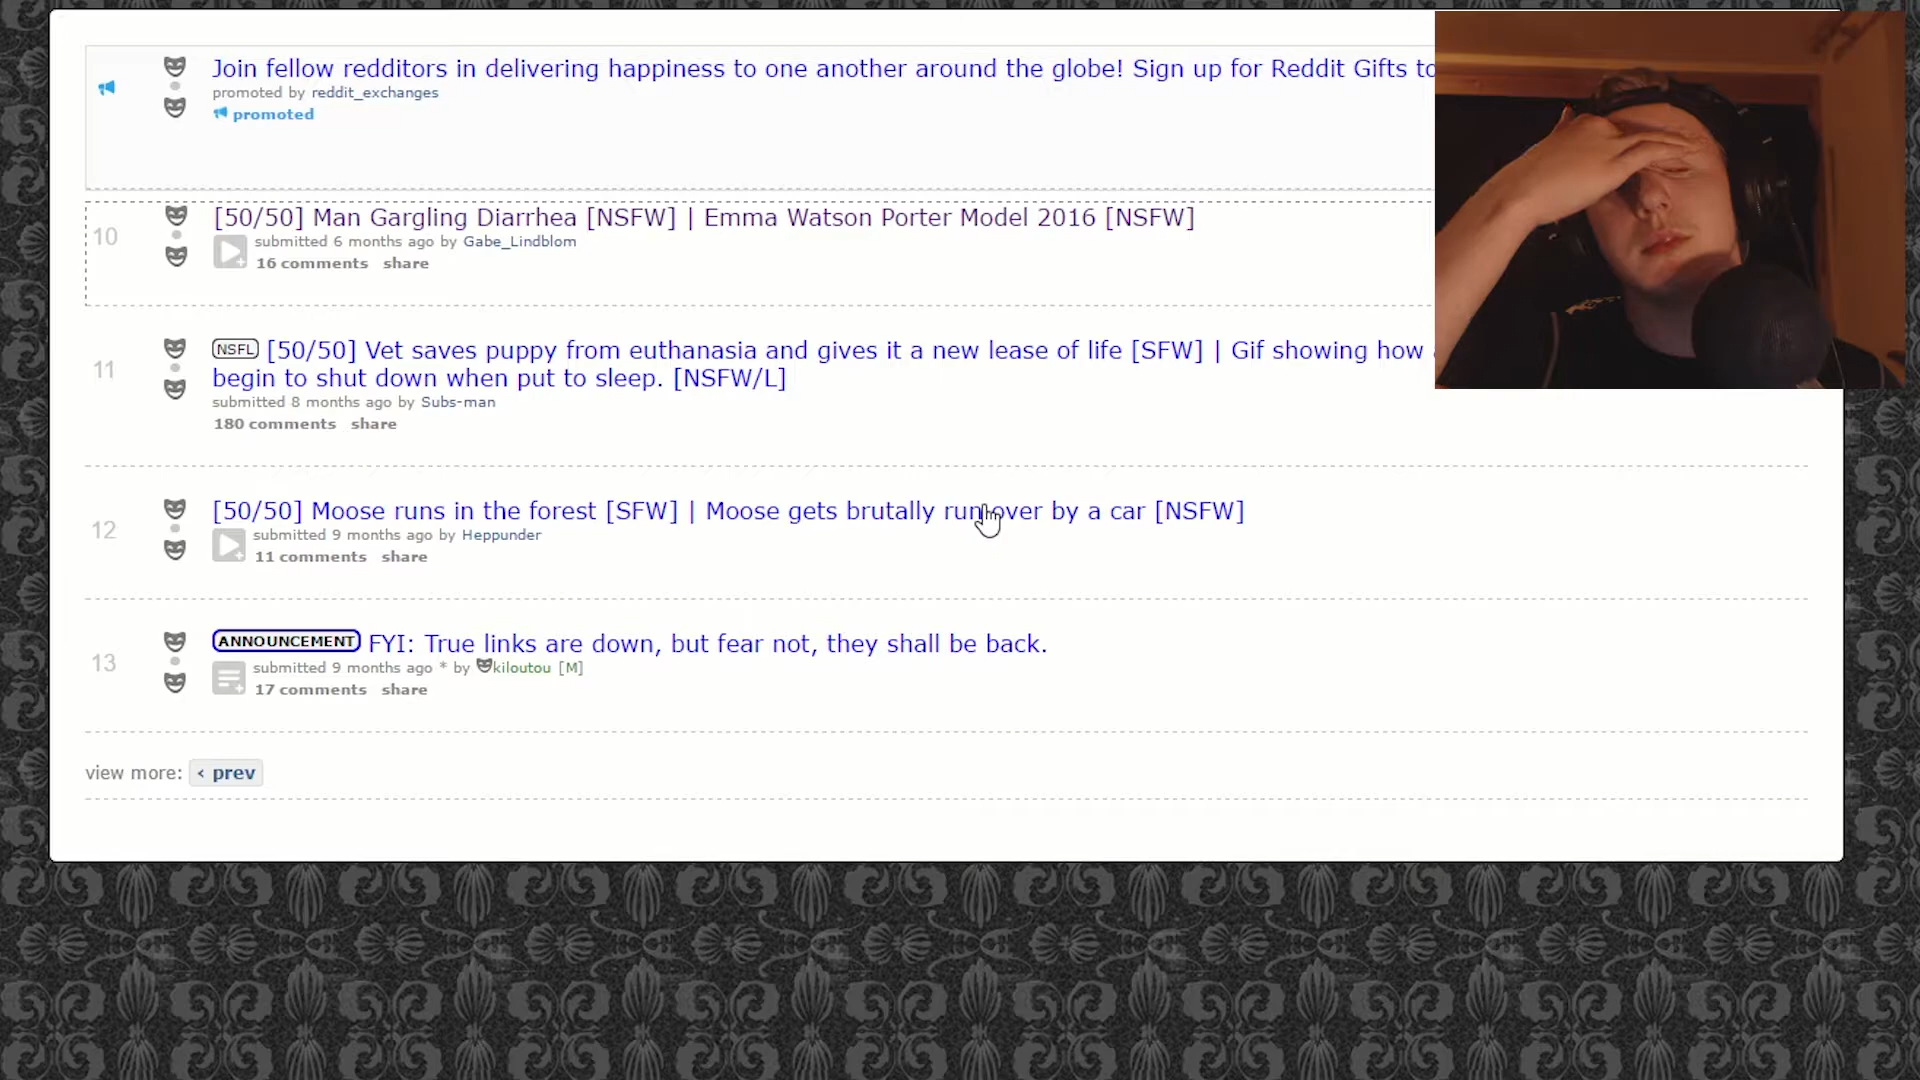 Join fellow redditors in delivering happiness to one another around the globe! Sign up for Reddit Gifts to
promoted by reddit_exchanges
promoted
10
[50/50] Man Gargling Diarrhea [NSFW] | Emma Watson Porter Model 2016 [NSFW]
submitted 6 months ago by Gabe_Lindblom
16 comments share
11
NSFL [50/50] Vet saves puppy from euthanasia and gives it a new lease of life [SFW] | Gif showing how
begin to shut down when put to sleep. [NSFW/L]
submitted 8 months ago by Subs-man
180 comments share
12
[50/50] Moose runs in the forest [SFW] | Moose gets brutally run over by a car [NSFW]
submitted 9 months ago by Heppunder
11 comments share
13
ANNOUNCEMENT FYI: True links are down, but fear not, they shall be back.
submitted 9 months ago * by kiloutou [M]
17 comments share
view more: ‹ prev